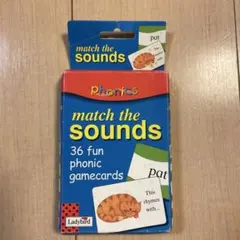 match the
sounds
pat
Phonics
match the
sounds
36 fun
phonic
gamecards
pat
This
rhymes
with...
Ladybird